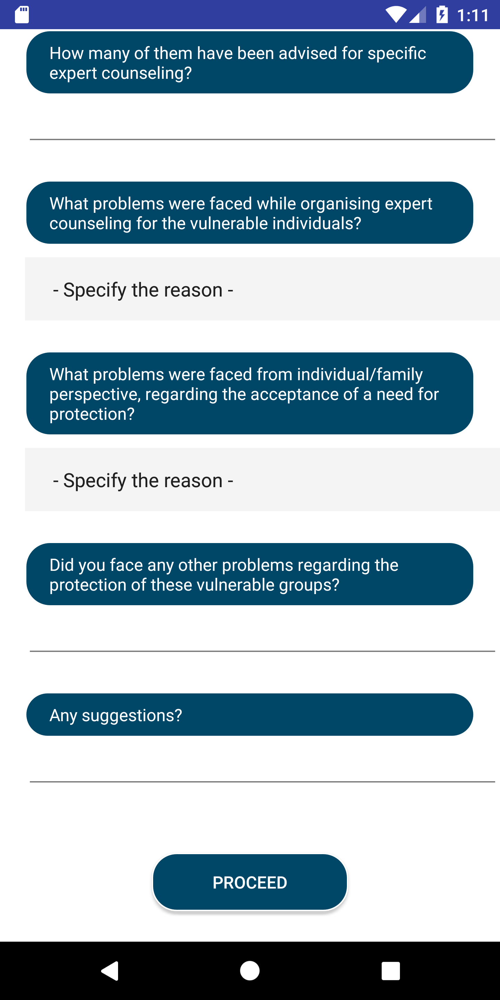 1:11
How many of them have been advised for specific
expert counseling?
What problems were faced while organising expert
counseling for the vulnerable individuals?
- Specify the reason -
What problems were faced from individual/family
perspective, regarding the acceptance of a need for
protection?
- Specify the reason -
Did you face any other problems regarding the
protection of these vulnerable groups?
Any suggestions?
PROCEED